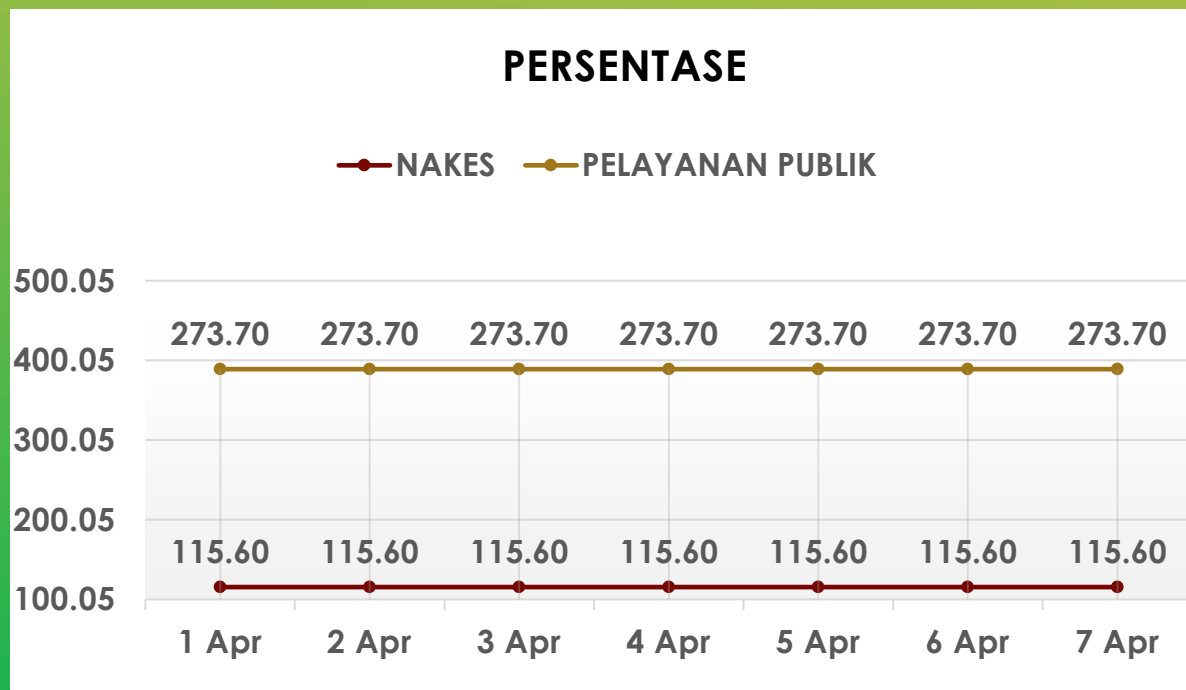 PERSENTASE
NAKES PELAYANAN PUBLIK
500.05
273.70 273.70 273.70 273.70 273.70 273.70 273.70
400.05
300.05
200.05
115.60 115.60 115.60 115.60 115.60 115.60 115.60
100.05
1 Apr 2 Apr 3 Apr 4 Apr 5 Apr 6 Apr 7 Apr